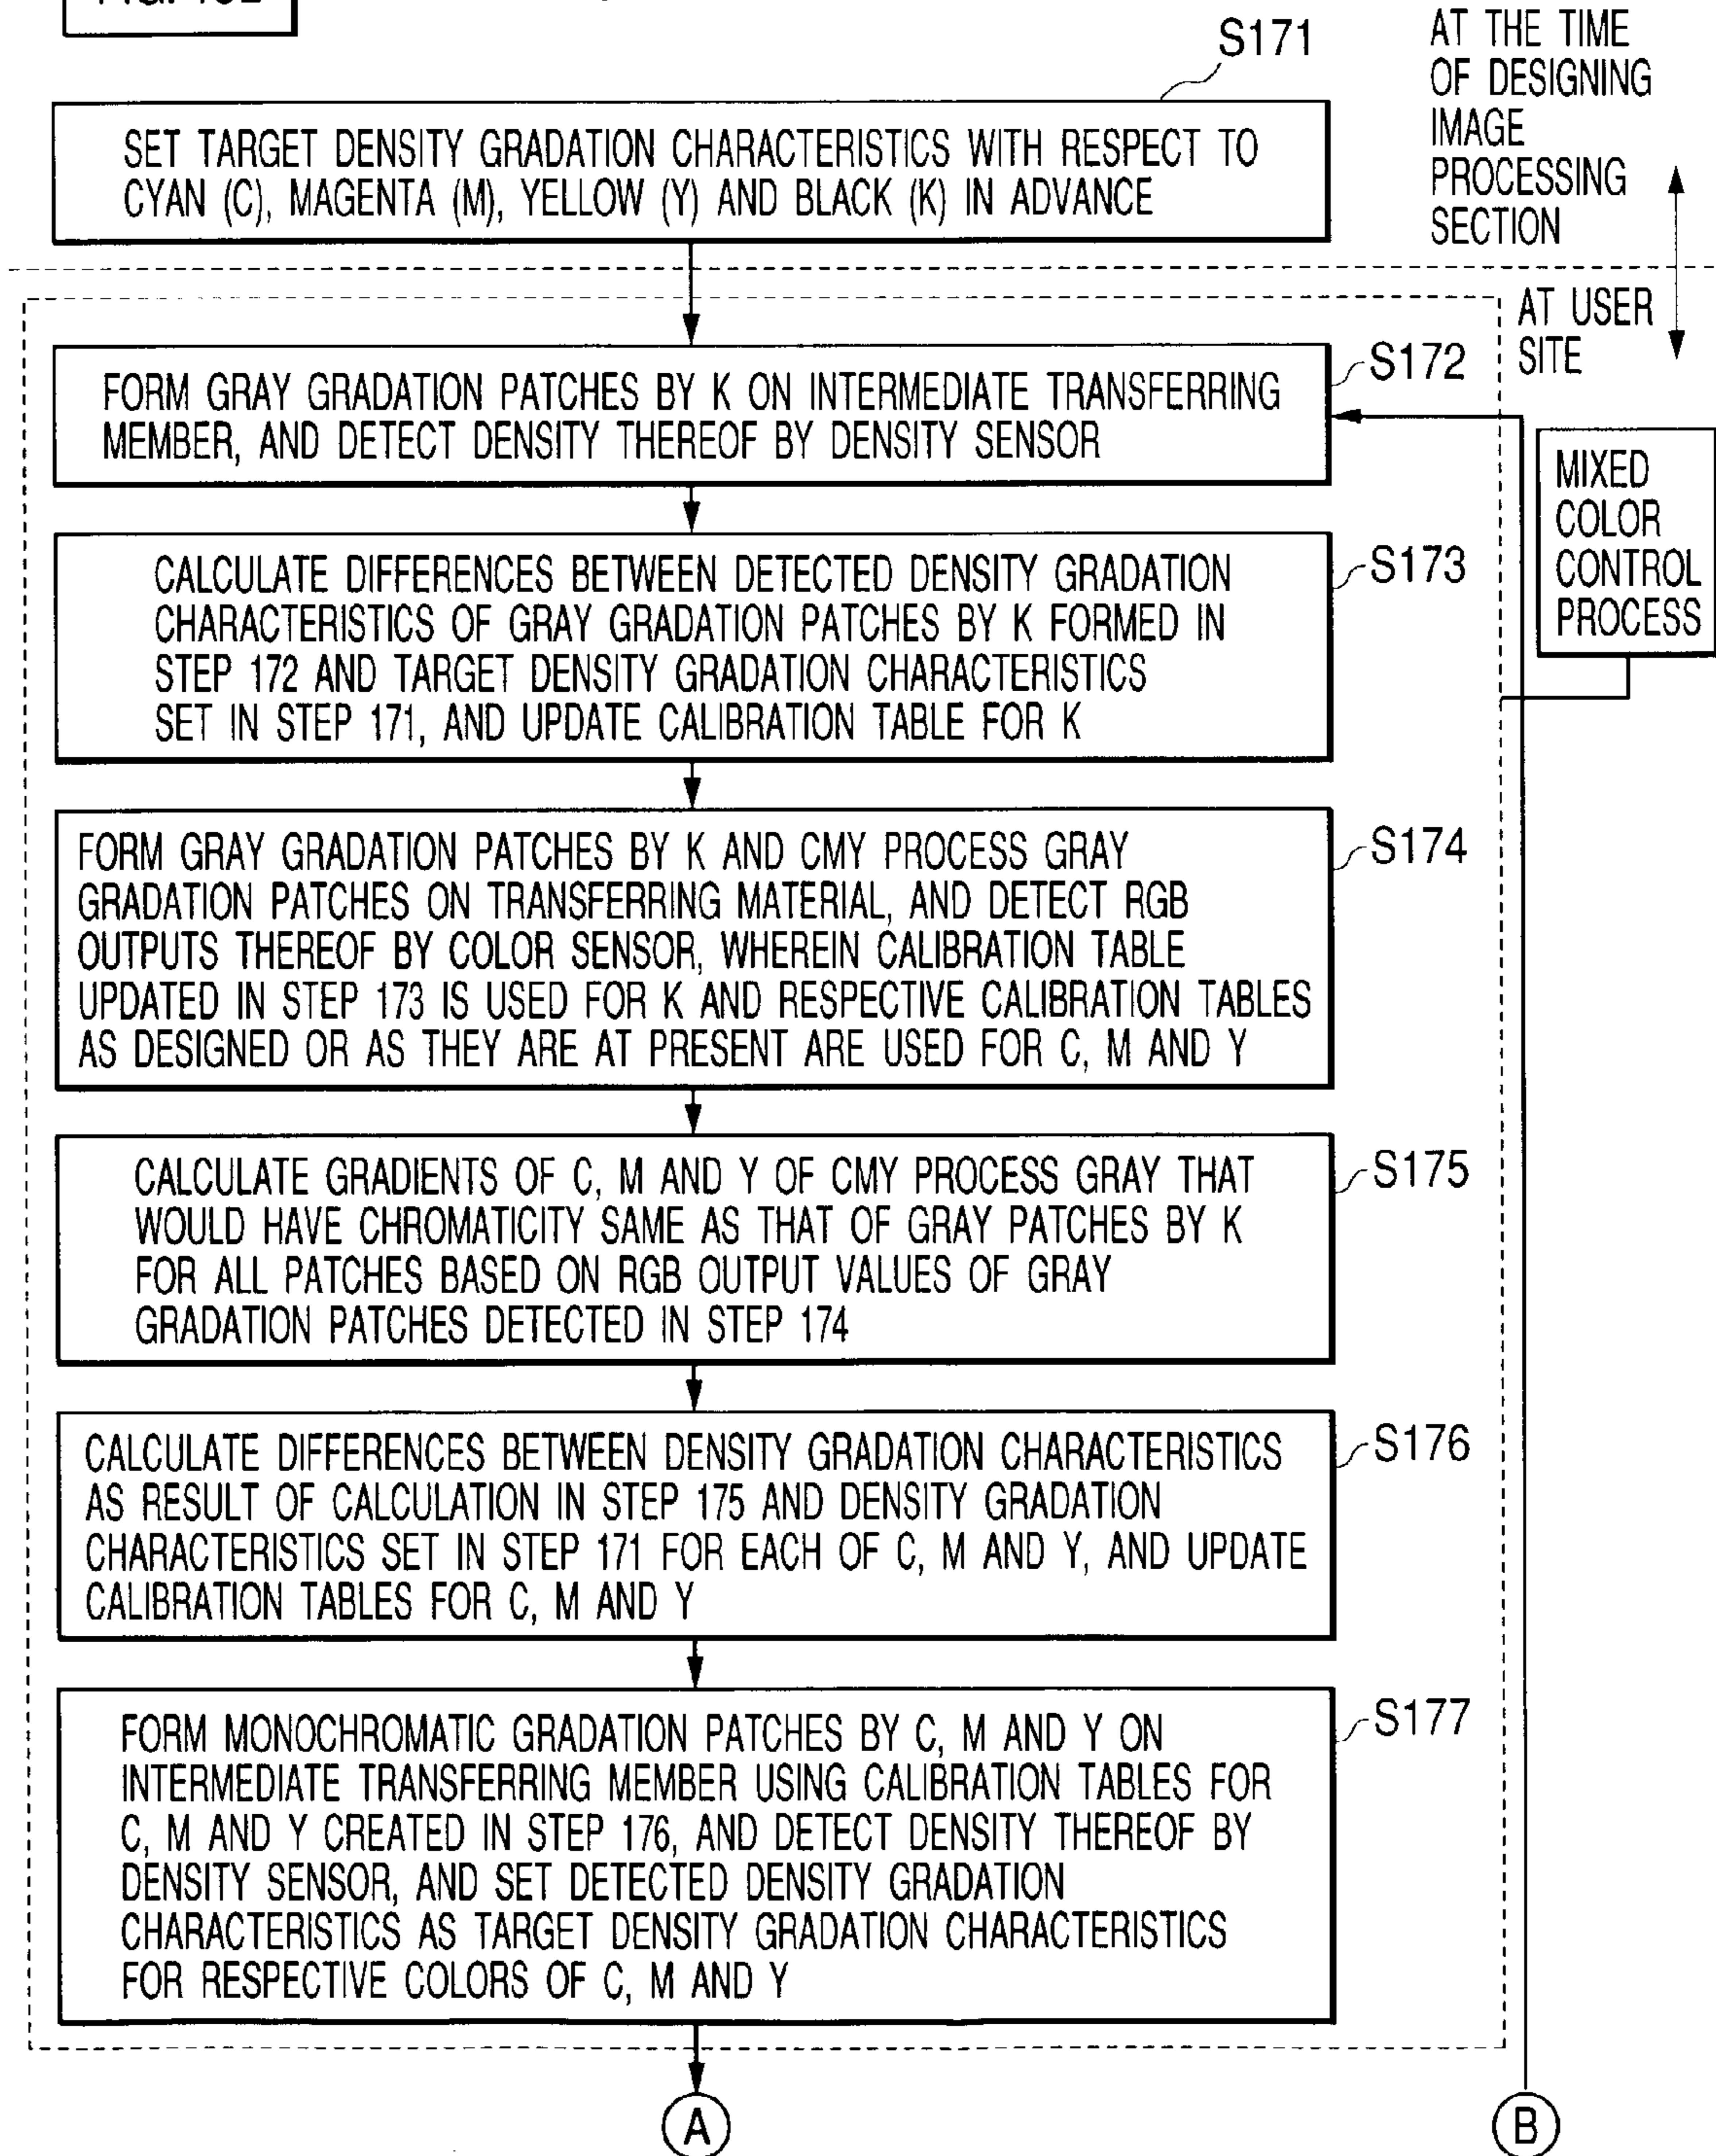 S171
AT THE TIME
OF DESIGNING
IMAGE
PROCESSING
SECTION
SET TARGET DENSITY GRADATION CHARACTERISTICS WITH RESPECT TO
CYAN (C), MAGENTA (M), YELLOW (Y) AND BLACK (K) IN ADVANCE
AT USER
SITE
S172
FORM GRAY GRADATION PATCHES BY K ON INTERMEDIATE TRANSFERRING
MEMBER, AND DETECT DENSITY THEREOF BY DENSITY SENSOR
MIXED
COLOR
CONTROL
PROCESS
S173
CALCULATE DIFFERENCES BETWEEN DETECTED DENSITY GRADATION
CHARACTERISTICS OF GRAY GRADATION PATCHES BY K FORMED IN
STEP 172 AND TARGET DENSITY GRADATION CHARACTERISTICS
SET IN STEP 171, AND UPDATE CALIBRATION TABLE FOR K
S174
FORM GRAY GRADATION PATCHES BY K AND CMY PROCESS GRAY
GRADATION PATCHES ON TRANSFERRING MATERIAL, AND DETECT RGB
OUTPUTS THEREOF BY COLOR SENSOR, WHEREIN CALIBRATION TABLE
UPDATED IN STEP 173 IS USED FOR K AND RESPECTIVE CALIBRATION TABLES
AS DESIGNED OR AS THEY ARE AT PRESENT ARE USED FOR C, M AND Y
S175
CALCULATE GRADIENTS OF C, M AND Y OF CMY PROCESS GRAY THAT
WOULD HAVE CHROMATICITY SAME AS THAT OF GRAY PATCHES BY K
FOR ALL PATCHES BASED ON RGB OUTPUT VALUES OF GRAY
GRADATION PATCHES DETECTED IN STEP 174
S176
CALCULATE DIFFERENCES BETWEEN DENSITY GRADATION CHARACTERISTICS
AS RESULT OF CALCULATION IN STEP 175 AND DENSITY GRADATION
CHARACTERISTICS SET IN STEP 171 FOR EACH OF C, M AND Y, AND UPDATE
CALIBRATION TABLES FOR C, M AND Y
S177
FORM MONOCHROMATIC GRADATION PATCHES BY C, M AND Y ON
INTERMEDIATE TRANSFERRING MEMBER USING CALIBRATION TABLES FOR
C, M AND Y CREATED IN STEP 176, AND DETECT DENSITY THEREOF BY
DENSITY SENSOR, AND SET DETECTED DENSITY GRADATION
CHARACTERISTICS AS TARGET DENSITY GRADATION CHARACTERISTICS
FOR RESPECTIVE COLORS OF C, M AND Y
A
B